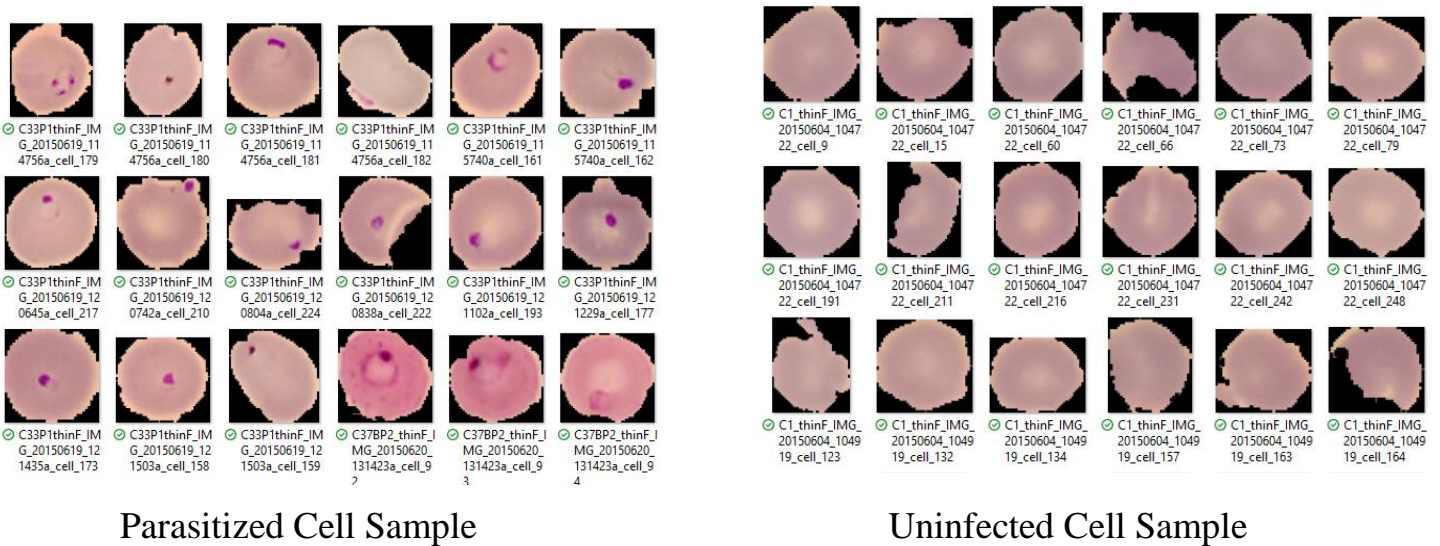 C33P1thinF_IM C33P1thinF_IM C33P1thinF_IM C33P1thinF_IM C33P1thinF_IM C33P1thinF_IM
G_20150619_11 G_20150619_11 G_20150619_11 G_20150619_11 G_20150619_11 G_20150619_11
4756a_cell_179 4756a_cell_180 4756a_cell_181 4756a_cell_182 5740a_cell_161 5740a_cell_162
C33P1thinF_IM C33P1thinF_IM C33P1thinF_IM C33P1thinF_IM C33P1thinF_IM C33P1thinF_IM
G_20150619_12 G_20150619_12 G_20150619_12 G_20150619_12 G_20150619_12 G_20150619_12
0645a_cell_217 0742a_cell_210 0804a_cell_224 0838a_cell_222 1102a_cell_193 1229a_cell_177
C33P1thinF_IM C33P1thinF_IM C33P1thinF_IM C37BP2_thinF_I C37BP2_thinF_I C37BP2_thinF_I
G_20150619_12 G_20150619_12 G_20150619_12 MG_20150620_ MG_20150620_ MG_20150620_
1435a_cell_173 1503a_cell_158 1503a_cell_159 131423a_cell_9 131423a_cell_9 131423a_cell_9
2 3 4
Parasitized Cell Sample
C1_thinF_IMG_ C1_thinF_IMG_ C1_thinF_IMG_ C1_thinF_IMG_ C1_thinF_IMG_ C1_thinF_IMG_
20150604_1047 20150604_1047 20150604_1047 20150604_1047 20150604_1047 20150604_1047
22_cell_9 22_cell_15 22_cell_60 22_cell_66 22_cell_73 22_cell_79
C1_thinF_IMG_ C1_thinF_IMG_ C1_thinF_IMG_ C1_thinF_IMG_ C1_thinF_IMG_ C1_thinF_IMG_
20150604_1047 20150604_1047 20150604_1047 20150604_1047 20150604_1047 20150604_1047
22_cell_191 22_cell_211 22_cell_216 22_cell_231 22_cell_242 22_cell_248
C1_thinF_IMG_ C1_thinF_IMG_ C1_thinF_IMG_ C1_thinF_IMG_ C1_thinF_IMG_ C1_thinF_IMG_
20150604_1049 20150604_1049 20150604_1049 20150604_1049 20150604_1049 20150604_1049
19_cell_123 19_cell_132 19_cell_134 19_cell_157 19_cell_163 19_cell_164
Uninfected Cell Sample